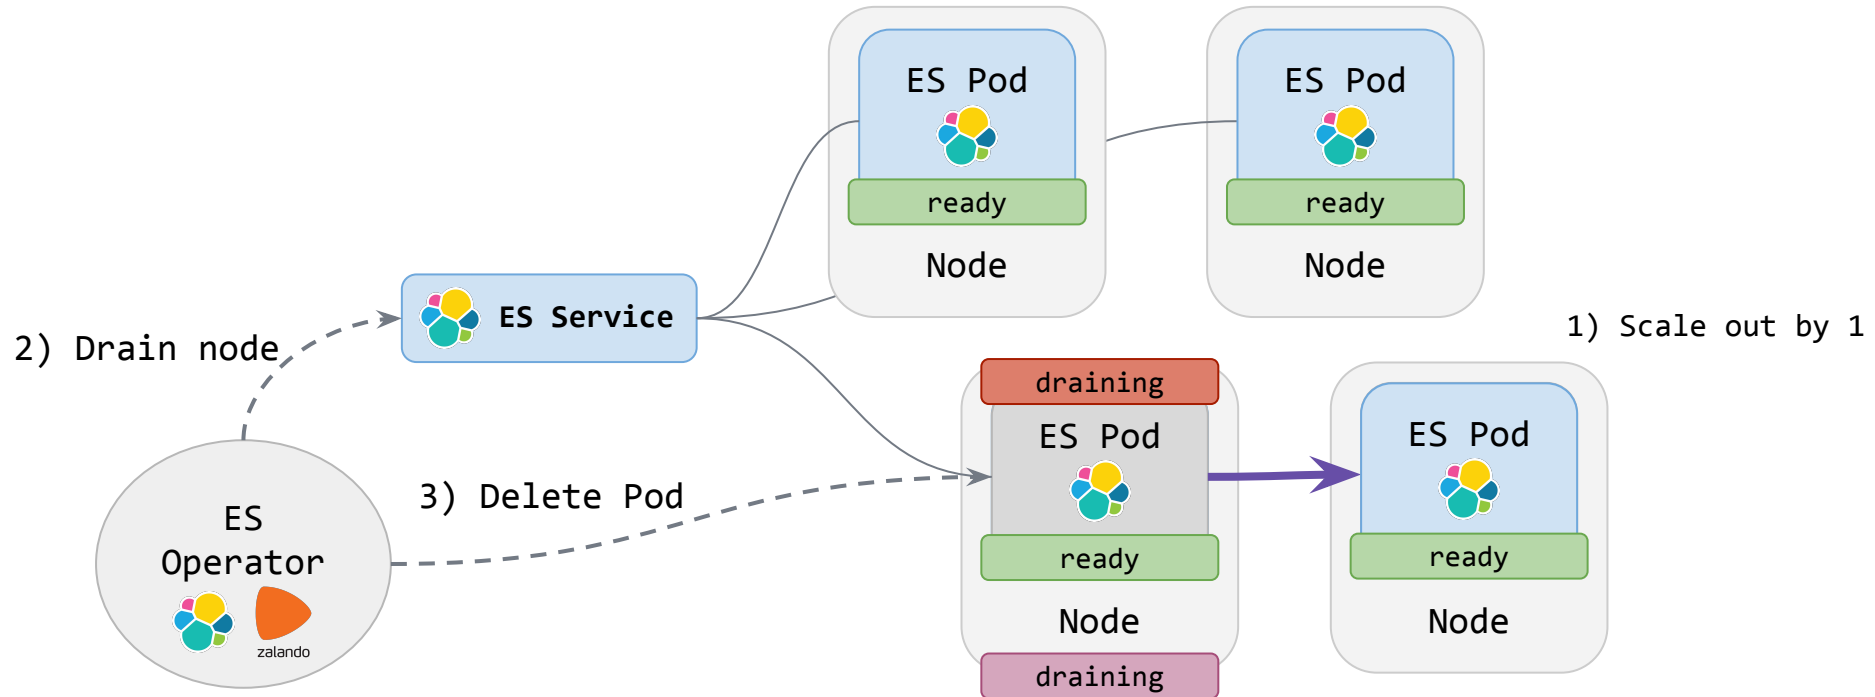 ES Pod
ready
Node
ES Pod
ready
Node
ES Service
1) Scale out by 1
2) Drain node
draining
ES Pod
ready
Node
draining
ES Pod
ready
Node
3) Delete Pod
ES
Operator
zalando